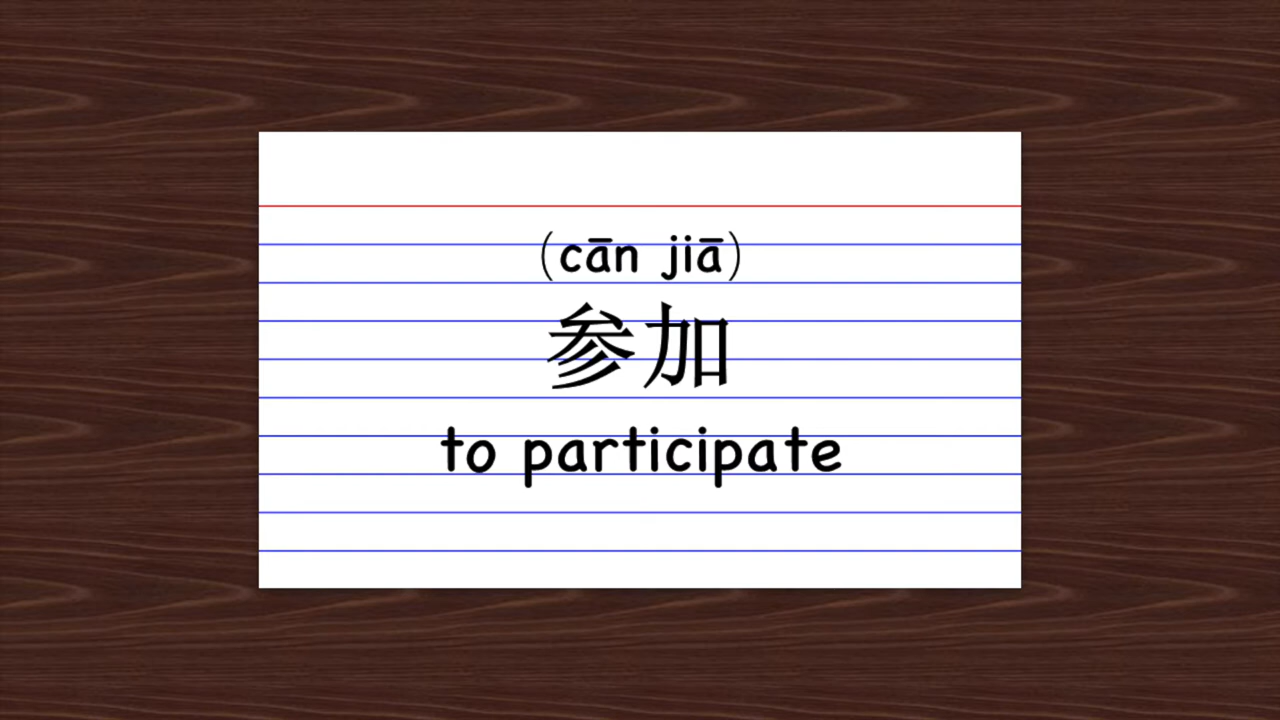 (cān jiā)
参加
to participate